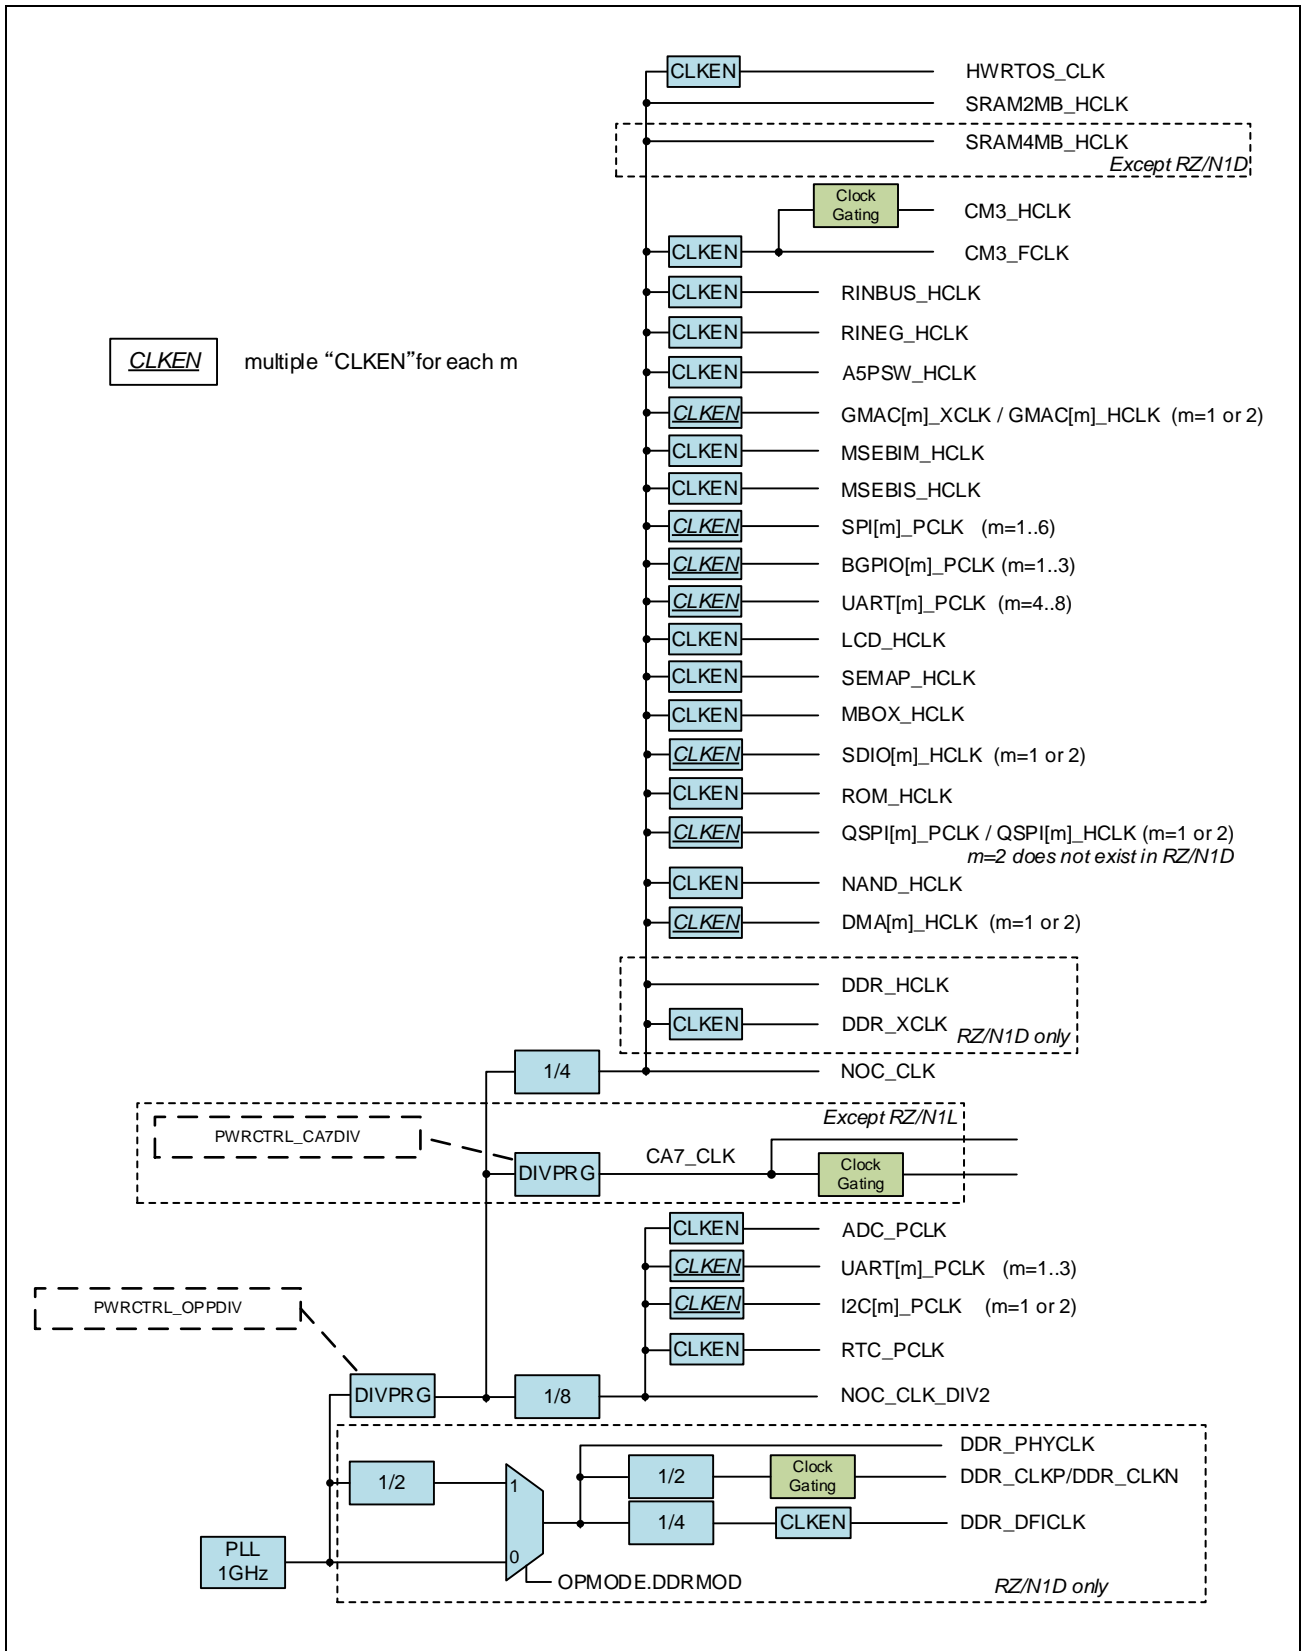 CLKEN HWRTOS_CLK
SRAM2MB_HCLK
SRAM4MB_HCLK
Except RZ/N1D
Clock
Gating
CM3_HCLK
CLKEN CM3_FCLK
CLKEN RINBUS_HCLK
CLKEN RINEG_HCLK
CLKEN multiple “CLKEN”for each m
CLKEN A5PSW_HCLK
CLKEN GMAC[m]_XCLK / GMAC[m]_HCLK (m=1 or 2)
CLKEN MSEBIM_HCLK
CLKEN MSEBIS_HCLK
CLKEN SPI[m]_PCLK (m=1..6)
CLKEN BGPIO[m]_PCLK (m=1..3)
CLKEN UART[m]_PCLK (m=4..8)
CLKEN LCD_HCLK
CLKEN SEMAP_HCLK
CLKEN MBOX_HCLK
CLKEN SDIO[m]_HCLK (m=1 or 2)
CLKEN ROM_HCLK
CLKEN QSPI[m]_PCLK / QSPI[m]_HCLK (m=1 or 2)
m=2 does not exist in RZ/N1D
CLKEN NAND_HCLK
CLKEN DMA[m]_HCLK (m=1 or 2)
DDR_HCLK
CLKEN DDR_XCLK
RZ/N1D only
1/4 NOC_CLK
Except RZ/N1L
PWRCTRL_CA7DIV
DIVPRG CA7_CLK
Clock
Gating
CLKEN ADC_PCLK
CLKEN UART[m]_PCLK (m=1..3)
CLKEN I2C[m]_PCLK (m=1 or 2)
PWRCTRL_OPPDIV
CLKEN RTC_PCLK
DIVPRG 1/8 NOC_CLK_DIV2
DDR_PHYCLK
1/2 1 1/2
Clock
Gating
DDR_CLKP/DDR_CLKN
1/4 CLKEN DDR_DFICLK
PLL
1GHz
0
OPMODE.DDRMOD
RZ/N1D only